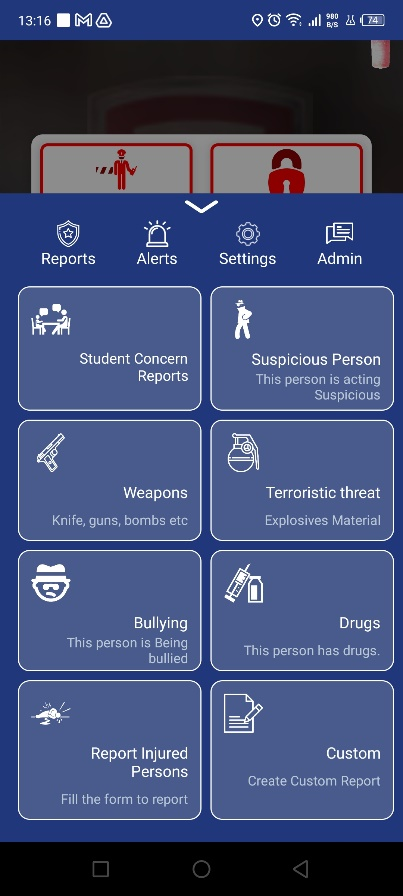 13:16
980
B/S
74
Reports Alerts Settings Admin
Student Concern
Reports
Suspicious Person
This person is acting
Suspicious
Weapons
Knife, guns, bombs etc
Terroristic threat
Explosives Material
Bullying
This person is Being
bullied
Drugs
This person has drugs.
Report Injured
Persons
Fill the form to report
Custom
Create Custom Report